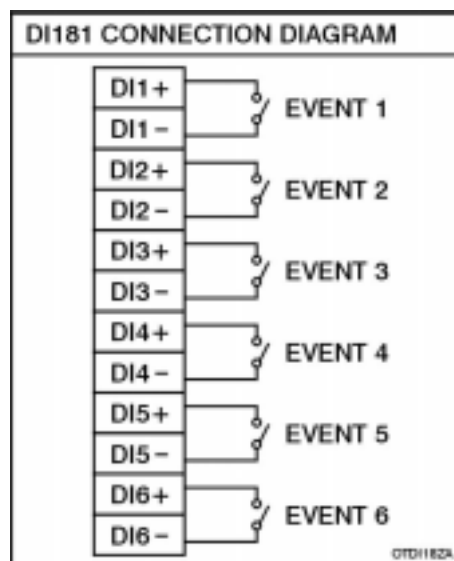 DI181 CONNECTION DIAGRAM
DI1+
EVENT 1
DI1-
DI2+
EVENT 2
DI2-
DI3+
EVENT 3
DI3-
DI4+
EVENT 4
DI4-
DI5+
EVENT 5
DI5-
DI6+
EVENT 6
DI6-